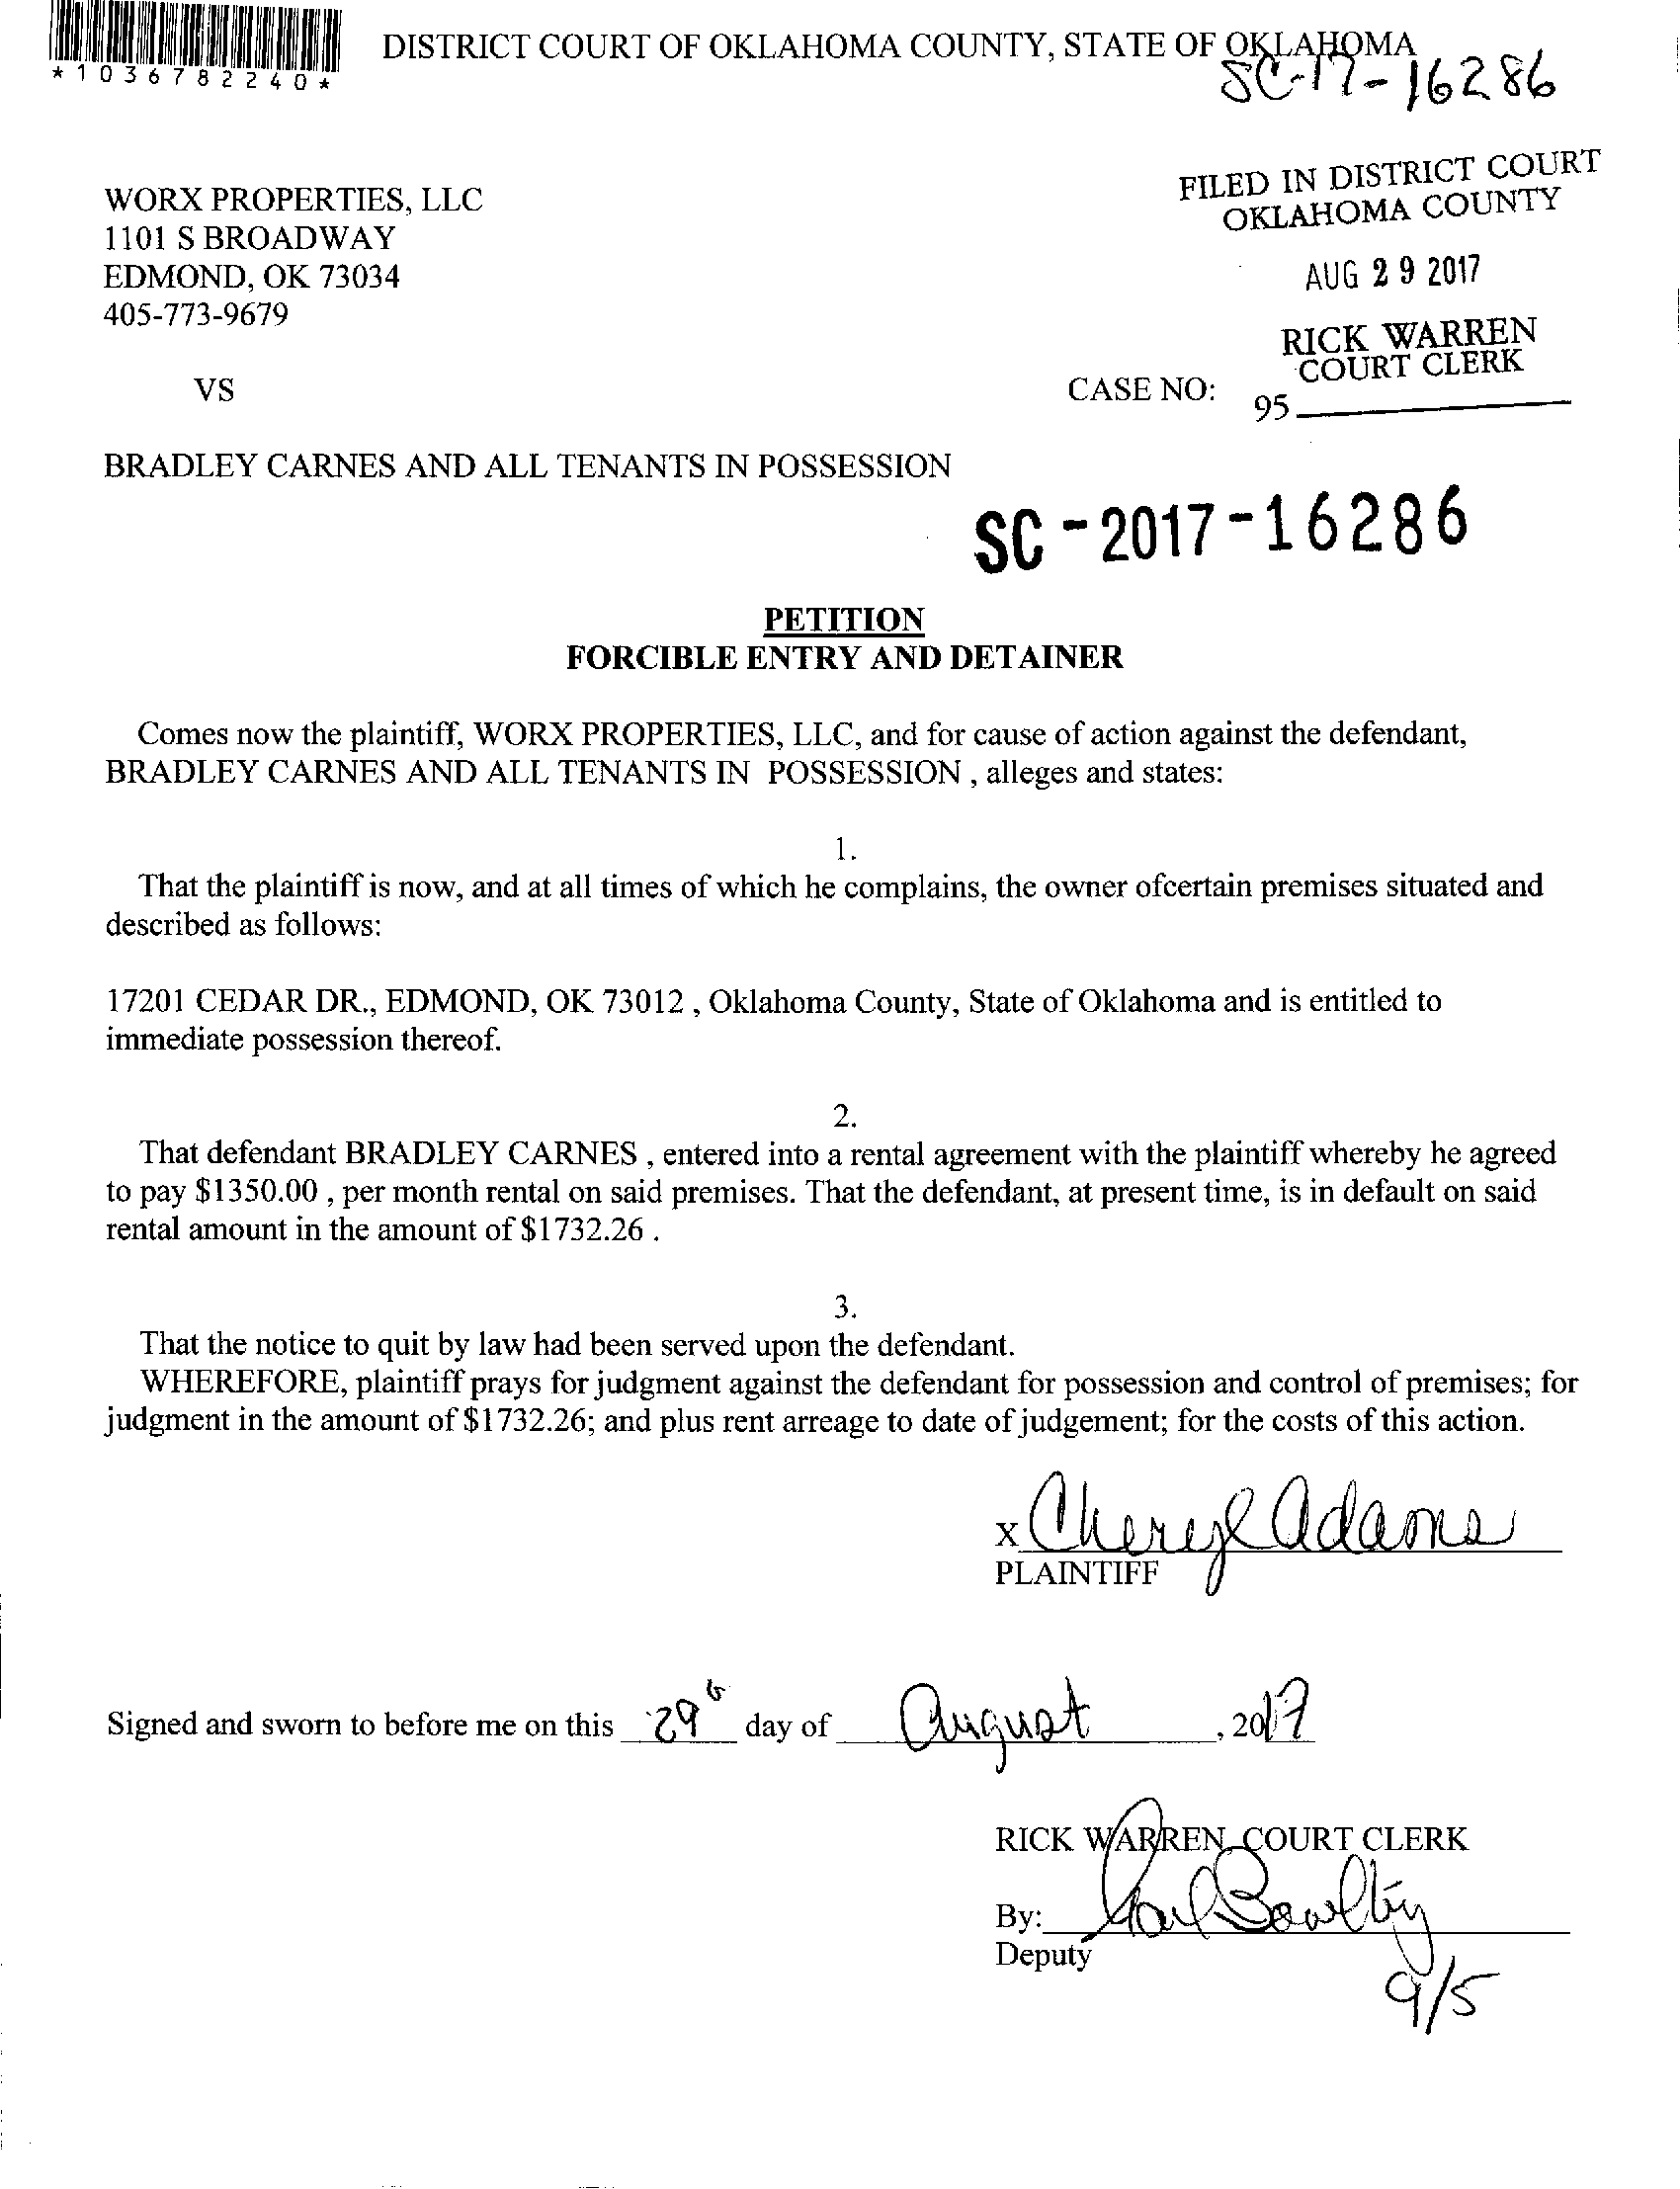 *1036782240*
DISTRICT COURT OF OKLAHOMA COUNTY, STATE OF OKLAHOMA
SC-17-16286
WORX PROPERTIES, LLC
1101 S BROADWAY
EDMOND, OK 73034
405-773-9679
FILED IN DISTRICT COURT
OKLAHOMA COUNTY
AUG 29 2017
RICK WARREN
COURT CLERK
VS
CASE NO:
95
BRADLEY CARNES AND ALL TENANTS IN POSSESSION
SC-2017-16286
PETITION
FORCIBLE ENTRY AND DETAINER
Comes now the plaintiff, WORX PROPERTIES, LLC, and for cause of action against the defendant,
BRADLEY CARNES AND ALL TENANTS IN POSSESSION , alleges and states:
1.
That the plaintiff is now, and at all times of which he complains, the owner ofcertain premises situated and
described as follows:
17201 CEDAR DR., EDMOND, OK 73012 , Oklahoma County, State of Oklahoma and is entitled to
immediate possession thereof.
2.
That defendant BRADLEY CARNES , entered into a rental agreement with the plaintiff whereby he agreed
to pay $1350.00 , per month rental on said premises. That the defendant, at present time, is in default on said
rental amount in the amount of $1732.26 .
3.
That the notice to quit by law had been served upon the defendant.
WHEREFORE, plaintiff prays for judgment against the defendant for possession and control of premises; for
judgment in the amount of $1732.26; and plus rent arreage to date of judgement; for the costs of this action.
x Cheryl Adams
PLAINTIFF
Signed and sworn to before me on this 29 day of August , 2017
RICK WARREN, COURT CLERK
By:
Deputy
9/5